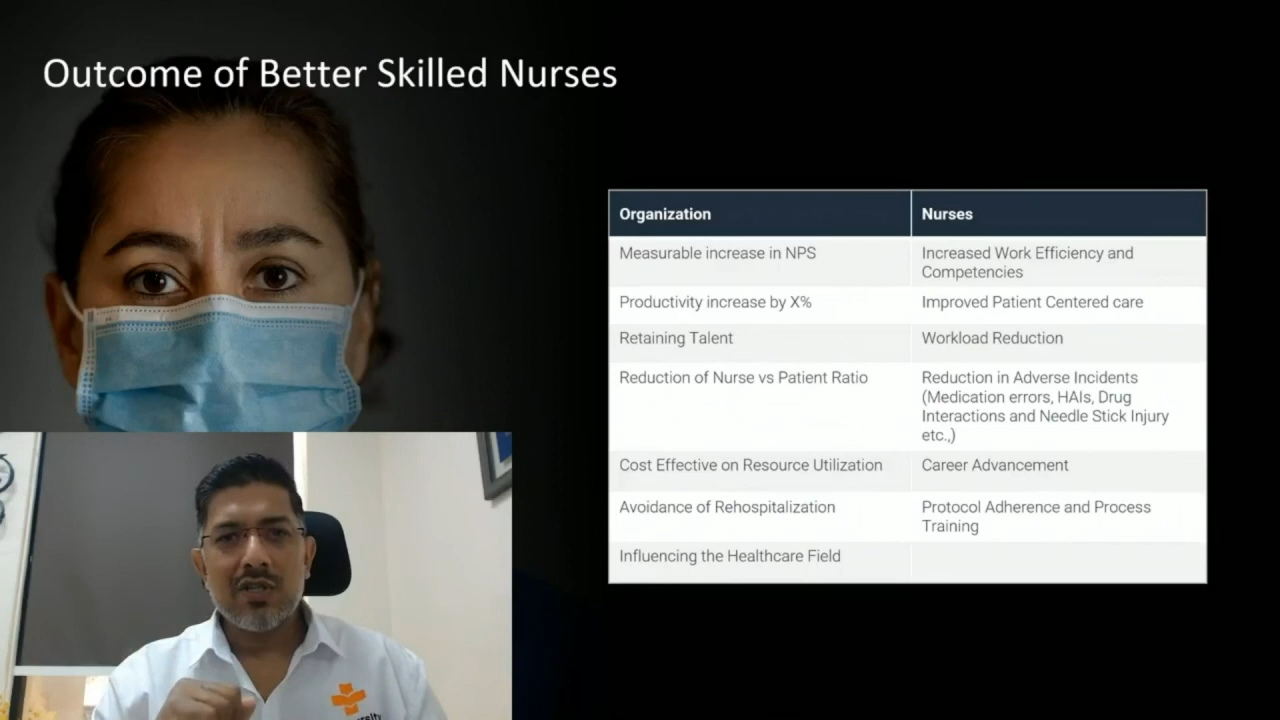 Outcome of Better Skilled Nurses
Organization
Nurses
Measurable increase in NPS
Increased Work Efficiency and
Competencies
Productivity increase by X%
Improved Patient Centered care
Retaining Talent
Workload Reduction
Reduction of Nurse vs Patient Ratio
Reduction in Adverse Incidents
(Medication errors, HAIs, Drug
Interactions and Needle Stick Injury
etc.,)
Cost Effective on Resource Utilization
Career Advancement
Avoidance of Rehospitalization
Protocol Adherence and Process
Training
Influencing the Healthcare Field